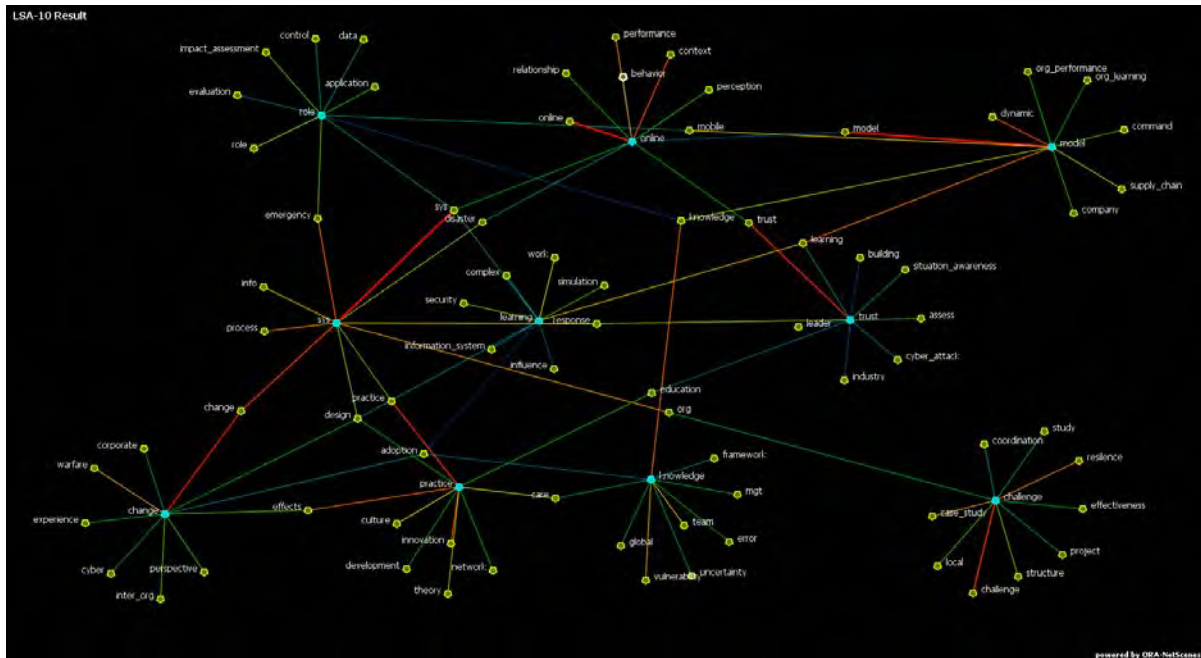 LSA-10 Result
control
data
performance
impact_assessment
context
relationship
behavior
org_performance
org_learning
evaluation
application
perception
role
online
dynamic
mobile
model
command
online
role
model
supply_chain
sys
emergency
disaster
knowledge
trust
company
learning
work
building
complex
simulation
situation_awareness
info
security
learning
response
trust
assess
sys
process
leader
information_system
influence
cyber_attack
industry
practice
education
change
design
org
corporate
adoption
study
coordination
warfare
framework
resilence
practice
knowledge
change
effects
case
mgt
challenge
effectiveness
experience
culture
team
case_study
innovation
error
global
project
cyber
perspective
development
network
local
vulnerability
uncertainty
structure
inter_org
theory
challenge
powered by ORA-NetScenes